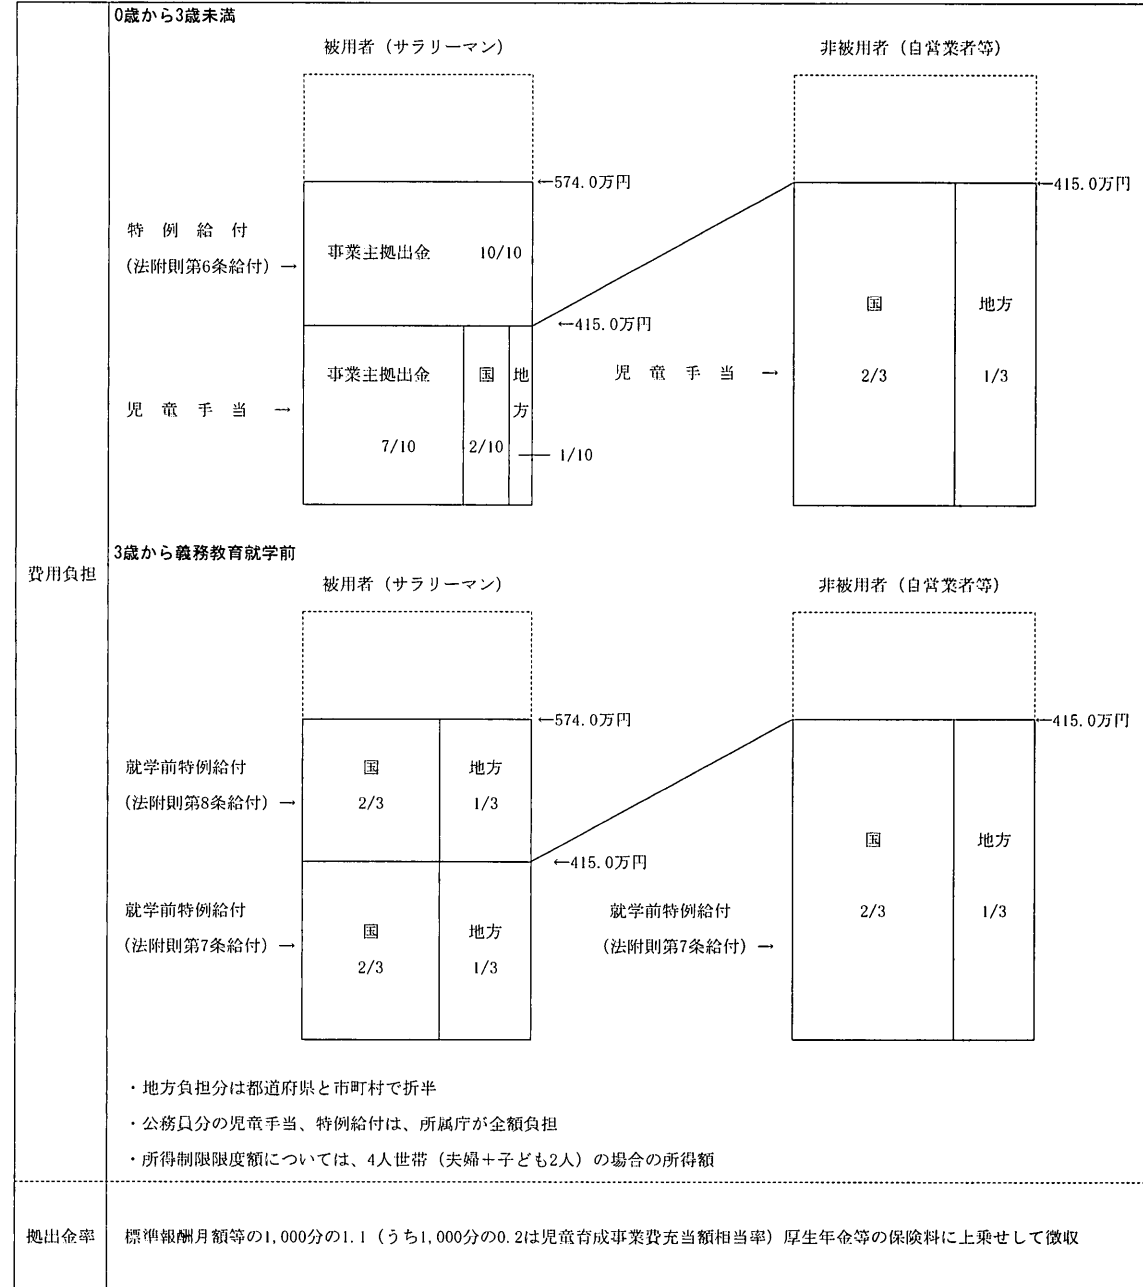 0歳から3歳未満
被用者（サラリーマン）
非被用者（自営業者等）
←574.0万円
←415.0万円
特例給付
(法附則第6条給付) →
事業主拠出金 10/10
国
地方
←415.0万円
事業主拠出金
国
地方
児童手当 →
2/3
1/3
児童手当 →
7/10
2/10
1/10
費用負担
3歳から義務教育就学前
被用者（サラリーマン）
非被用者（自営業者等）
←574.0万円
←415.0万円
就学前特例給付
(法附則第8条給付) →
国
2/3
地方
1/3
国
地方
←415.0万円
就学前特例給付
(法附則第7条給付) →
国
2/3
地方
1/3
就学前特例給付
(法附則第7条給付) →
2/3
1/3
・地方負担分は都道府県と市町村で折半
・公務員分の児童手当、特例給付は、所属庁が全額負担
・所得制限限度額については、4人世帯（夫婦＋子ども2人）の場合の所得額
拠出金率
標準報酬月額等の1,000分の1.1（うち1,000分の0.2は児童育成事業費充当額相当率）厚生年金等の保険料に上乗せして徴収